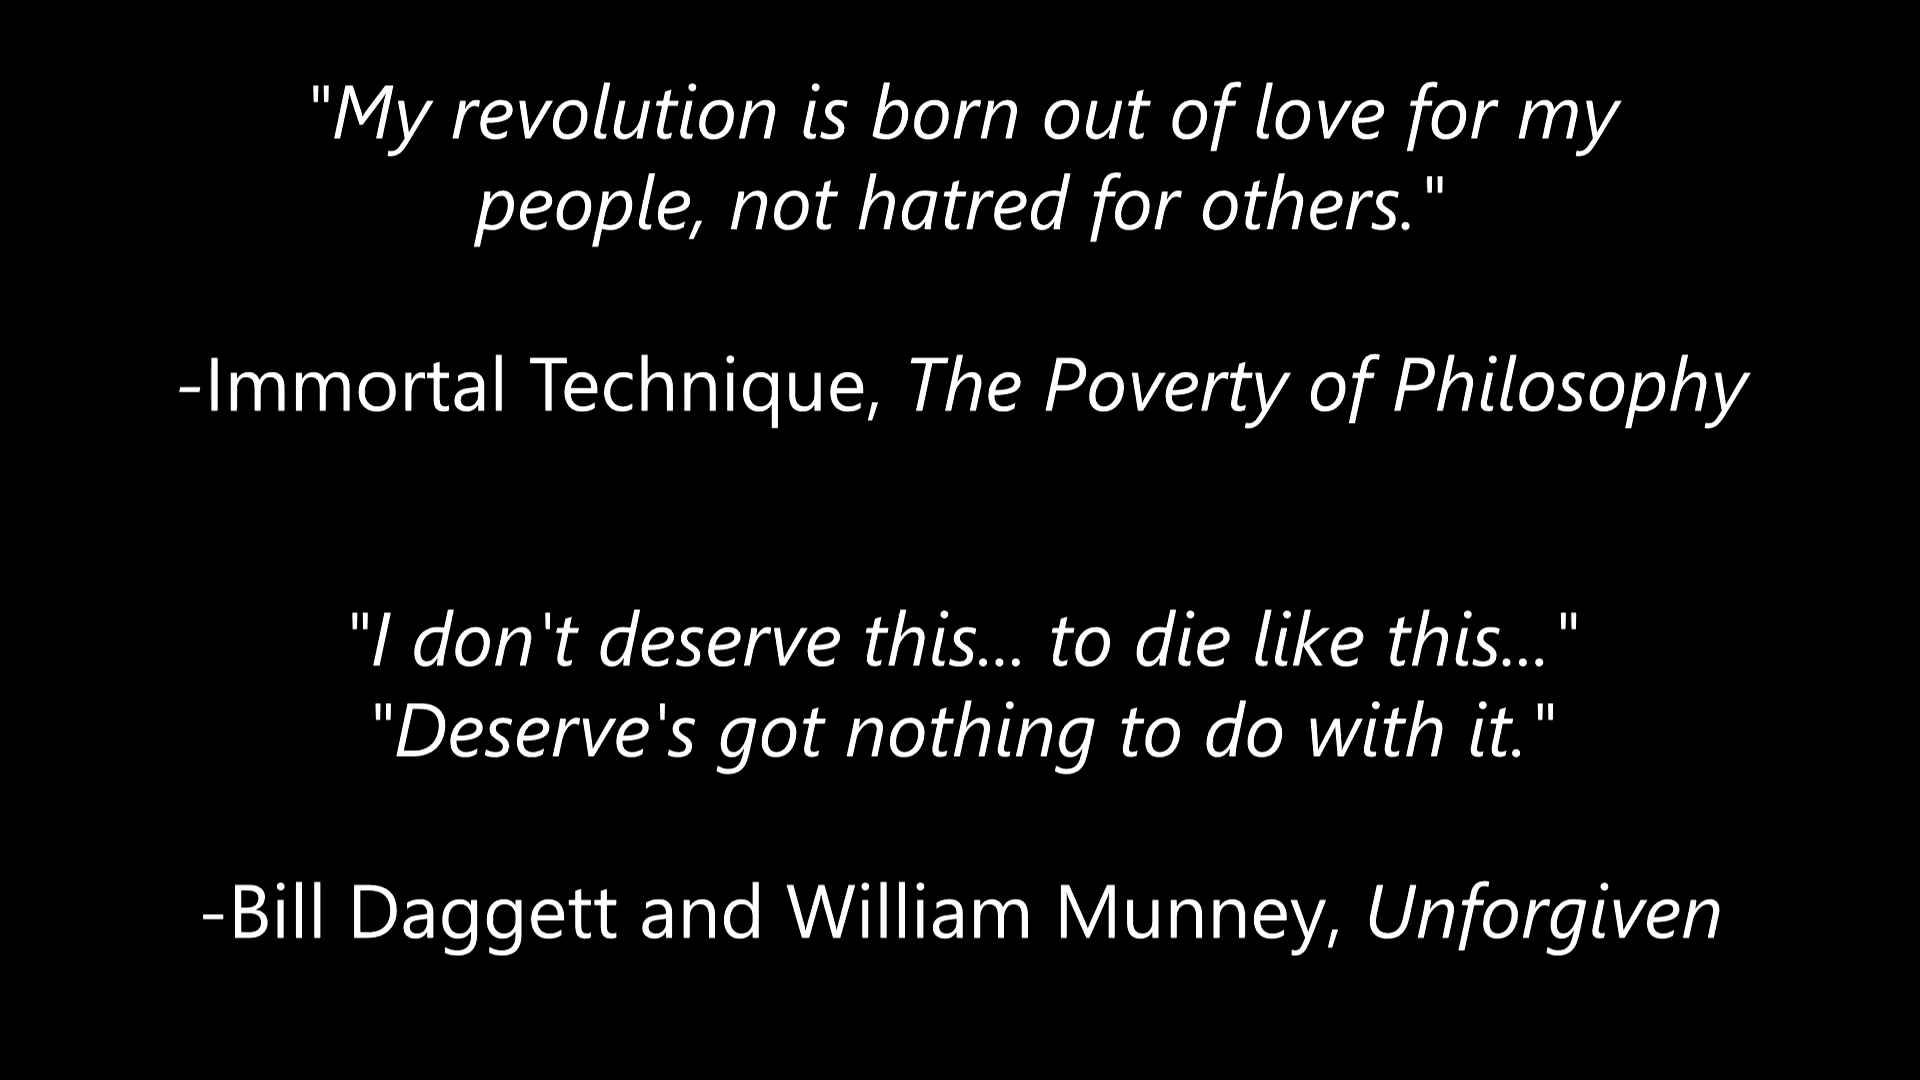 "My revolution is born out of love for my
people, not hatred for others."
-Immortal Technique, The Poverty of Philosophy
"I don't deserve this... to die like this..."
"Deserve's got nothing to do with it."
-Bill Daggett and William Munney, Unforgiven